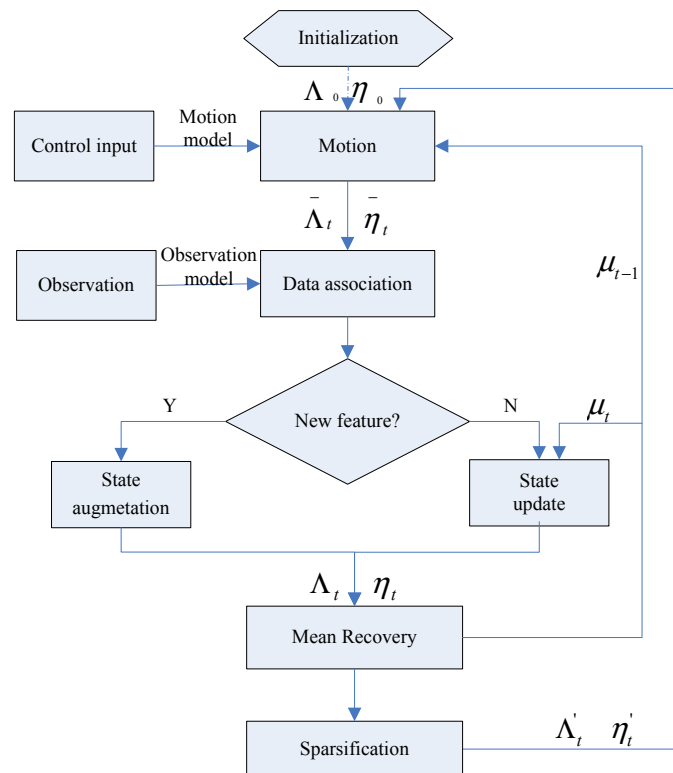 Initialization
Λ₀ η₀
Motion model
Control input
Motion
Λ̄ₜ η̄ₜ
Observation model
Observation
Data association
μₜ₋₁
Y
New feature?
N
μₜ
State augmetation
State update
Λₜ ηₜ
Mean Recovery
Λ'ₜ η'ₜ
Sparsification